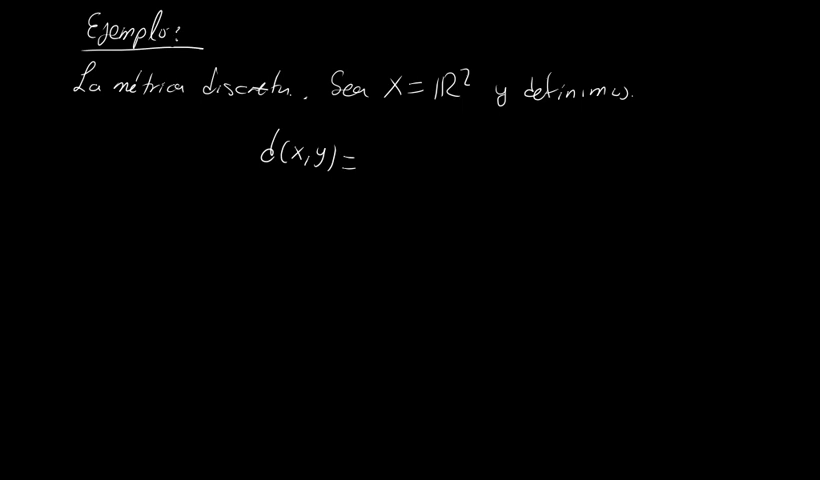 Ejemplo:
La métrica discreta. Sea X = ℝ² y definimos.
d(x,y) =